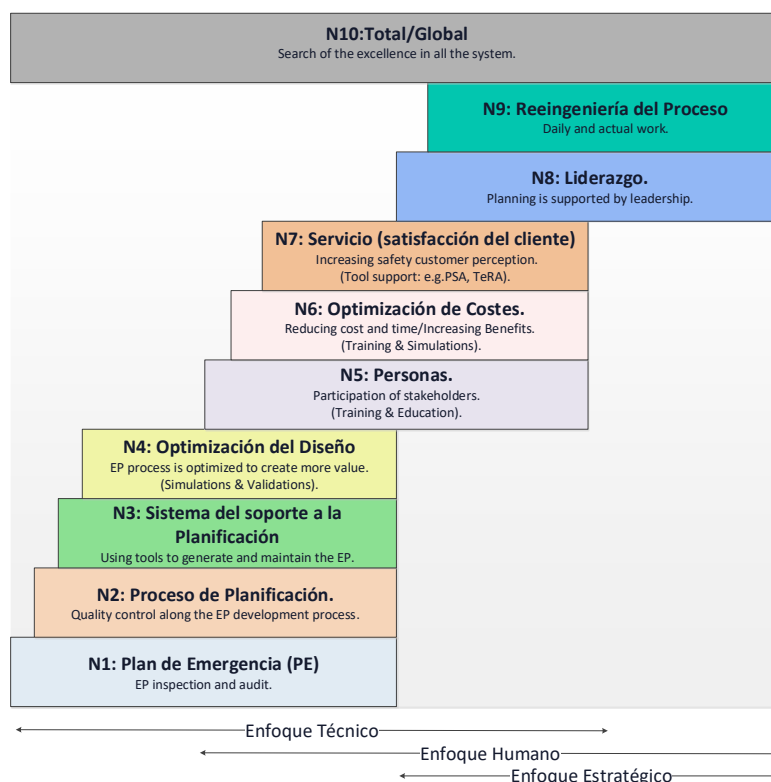 N10:Total/Global
Search of the excellence in all the system.
N9: Reeingeniería del Proceso
Daily and actual work.
N8: Liderazgo.
Planning is supported by leadership.
N7: Servicio (satisfacción del cliente)
Increasing safety customer perception.
(Tool support: e.g.PSA, TeRA).
N6: Optimización de Costes.
Reducing cost and time/Increasing Benefits.
(Training & Simulations).
N5: Personas.
Participation of stakeholders.
(Training & Education).
N4: Optimización del Diseño
EP process is optimized to create more value.
(Simulations & Validations).
N3: Sistema del soporte a la
Planificación
Using tools to generate and maintain the EP.
N2: Proceso de Planificación.
Quality control along the EP development process.
N1: Plan de Emergencia (PE)
EP inspection and audit.
Enfoque Técnico
Enfoque Humano
Enfoque Estratégico